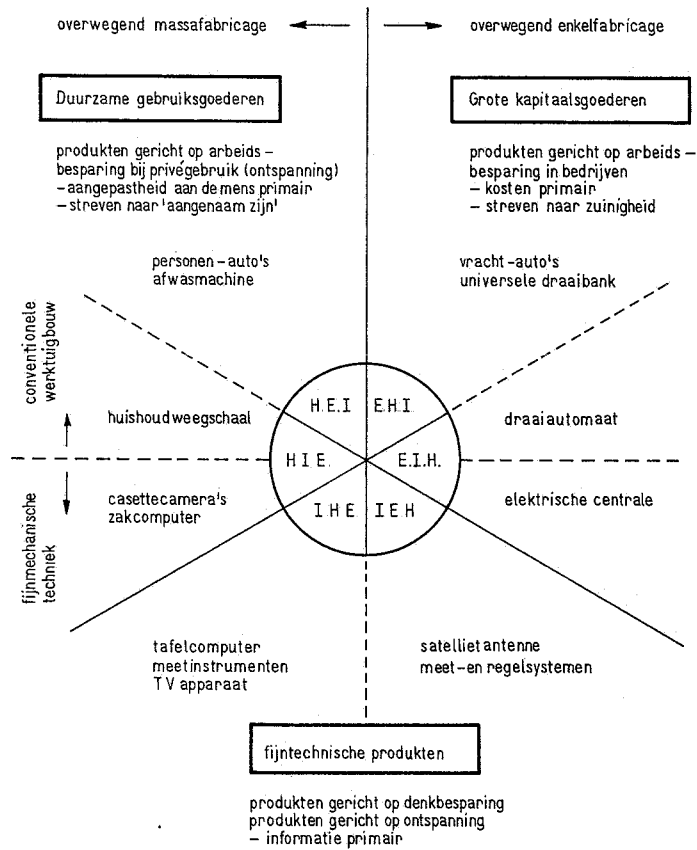 overwegend massafabricage
overwegend enkelfabricage
Duurzame gebruiksgoederen
Grote kapitaalsgoederen
produkten gericht op arbeids –
besparing bij privégebruik (ontspanning)
– aangepastheid aan de mens primair
– streven naar 'aangenaam zijn'
produkten gericht op arbeids –
besparing in bedrijven
– kosten primair
– streven naar zuinigheid
personen – auto's
afwasmachine
vracht – auto's
universele draaibank
conventionele
werktuigbouw
H.E.I
E.H.I.
huishoudweegschaal
draaiautomaat
H I E.
E.I.H.
fijnmechanische
techniek
casettecamera's
zakcomputer
elektrische centrale
I H E
I E H
tafelcomputer
meetinstrumenten
TV apparaat
satellietantenne
meet – en regelsystemen
fijntechnische produkten
produkten gericht op denkbesparing
produkten gericht op ontspanning
– informatie primair